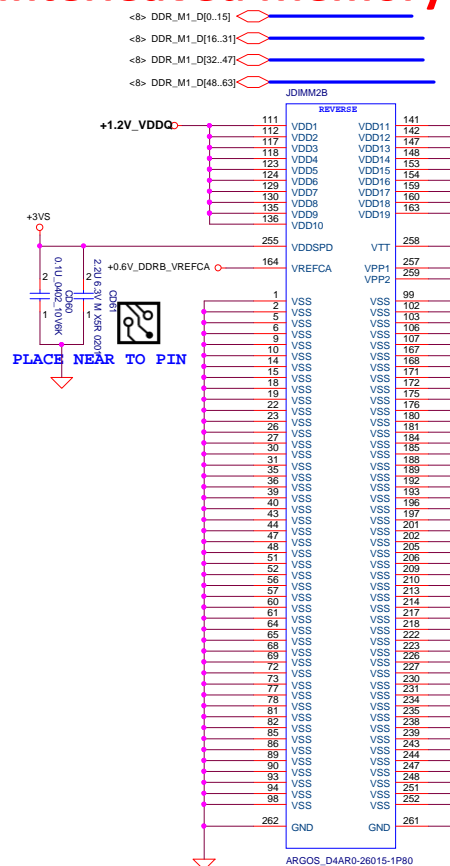 <8> DDR_M1_D[0..15]
<8> DDR_M1_D[16..31]
<8> DDR_M1_D[32..47]
<8> DDR_M1_D[48..63]
JDIMM2B
REVERSE
+1.2V_VDDQ
111 VDD1 VDD11 141
112 VDD2 VDD12 142
117 VDD3 VDD13 147
118 VDD4 VDD14 148
123 VDD5 VDD15 153
124 VDD6 VDD16 154
129 VDD7 VDD17 159
130 VDD8 VDD18 160
135 VDD9 VDD19 163
136 VDD10
+3VS
255 VDDSPD VTT 258
+0.6V_DDRB_VREFCA 164 VREFCA VPP1 257
VPP2 259
2
1
0.1U_0402_10V6K
CD60
2
1
2.2U 6.3V M X5R 0201
CD61
PLACE NEAR TO PIN
1 VSS VSS 99
2 VSS VSS 102
5 VSS VSS 103
6 VSS VSS 106
9 VSS VSS 107
10 VSS VSS 167
14 VSS VSS 168
15 VSS VSS 171
18 VSS VSS 172
19 VSS VSS 175
22 VSS VSS 176
23 VSS VSS 180
26 VSS VSS 181
27 VSS VSS 184
30 VSS VSS 185
31 VSS VSS 188
35 VSS VSS 189
36 VSS VSS 192
39 VSS VSS 193
40 VSS VSS 196
43 VSS VSS 197
44 VSS VSS 201
47 VSS VSS 202
48 VSS VSS 205
51 VSS VSS 206
52 VSS VSS 209
56 VSS VSS 210
57 VSS VSS 213
60 VSS VSS 214
61 VSS VSS 217
64 VSS VSS 218
65 VSS VSS 222
68 VSS VSS 223
69 VSS VSS 226
72 VSS VSS 227
73 VSS VSS 230
77 VSS VSS 231
78 VSS VSS 234
81 VSS VSS 235
82 VSS VSS 238
85 VSS VSS 239
86 VSS VSS 243
89 VSS VSS 244
90 VSS VSS 247
93 VSS VSS 248
94 VSS VSS 251
98 VSS VSS 252
262 GND GND 261
ARGOS_D4AR0-26015-1P80